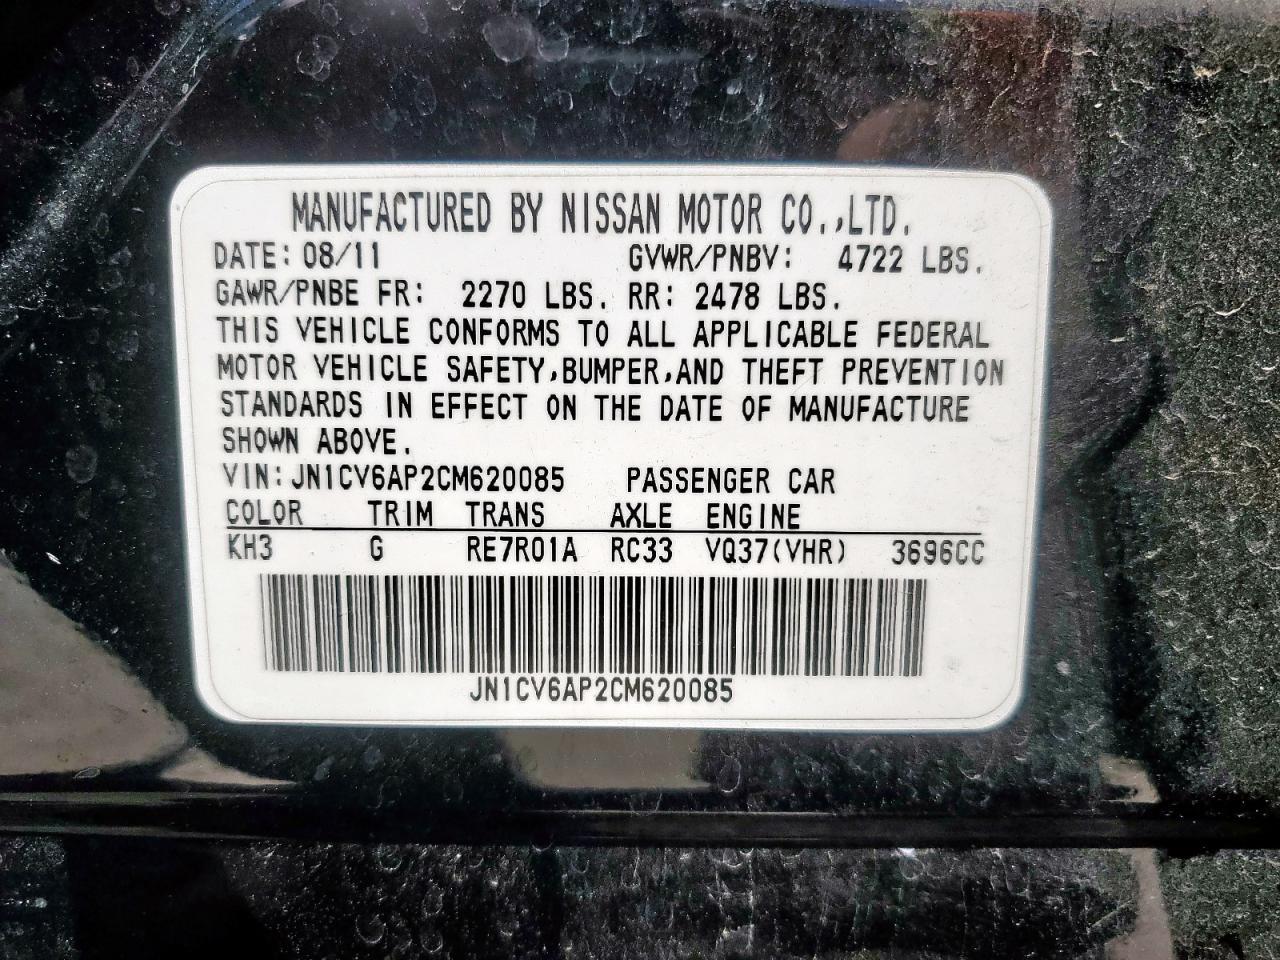 MANUFACTURED BY NISSAN MOTOR CO.,LTD.
DATE: 08/11 GVWR/PNBV: 4722 LBS.
GAWR/PNBE FR: 2270 LBS. RR: 2478 LBS.
THIS VEHICLE CONFORMS TO ALL APPLICABLE FEDERAL
MOTOR VEHICLE SAFETY,BUMPER,AND THEFT PREVENTION
STANDARDS IN EFFECT ON THE DATE OF MANUFACTURE
SHOWN ABOVE.
VIN:JN1CV6AP2CM620085 PASSENGER CAR
COLOR TRIM TRANS AXLE ENGINE
KH3 G RE7R01A RC33 VQ37(VHR) 3696CC
JN1CV6AP2CM620085